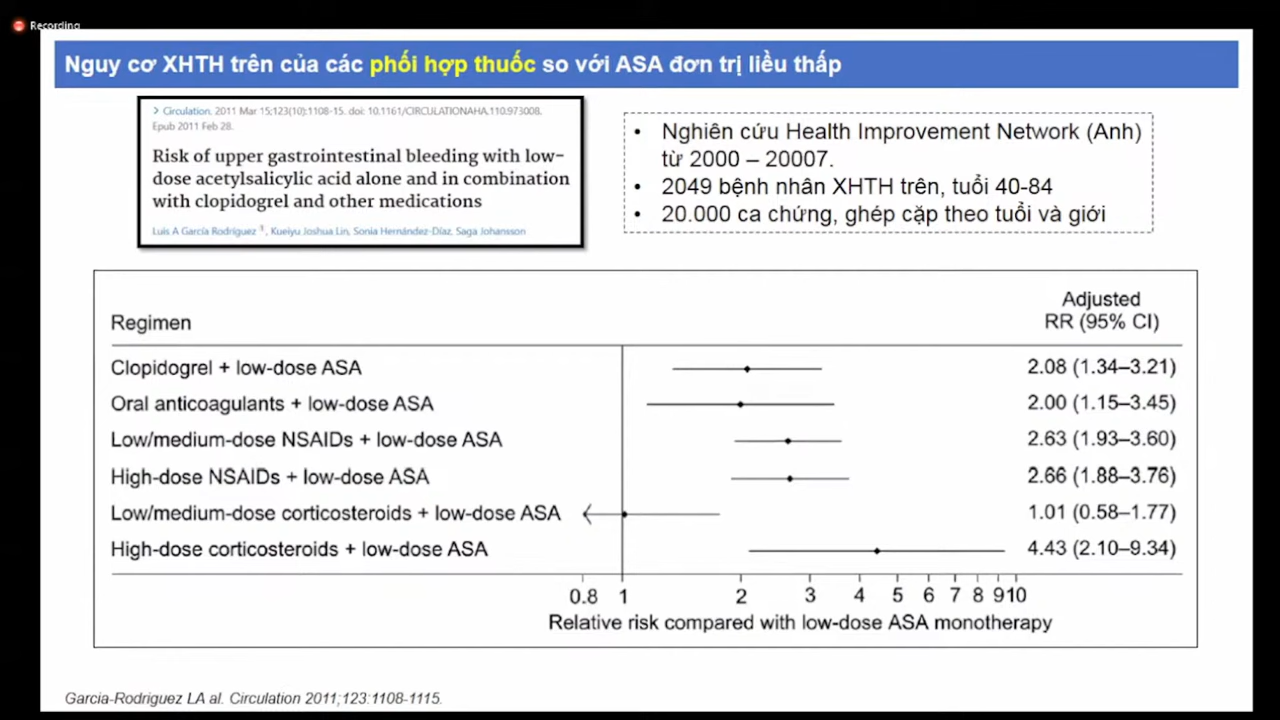 Recording
Nguy cơ XHTH trên của các phối hợp thuốc so với ASA đơn trị liều thấp
> Circulation. 2011 Mar 15;123(10):1108-15. doi: 10.1161/CIRCULATIONAHA.110.973008.
Epub 2011 Feb 28.
Risk of upper gastrointestinal bleeding with low-
dose acetylsalicylic acid alone and in combination
with clopidogrel and other medications
Luis A García Rodríguez 1, Kueiyu Joshua Lin, Sonia Hernández-Díaz, Saga Johansson
• Nghiên cứu Health Improvement Network (Anh)
từ 2000 – 20007.
• 2049 bệnh nhân XHTH trên, tuổi 40-84
• 20.000 ca chứng, ghép cặp theo tuổi và giới
Regimen
Adjusted
RR (95% CI)
Clopidogrel + low-dose ASA 2.08 (1.34–3.21)
Oral anticoagulants + low-dose ASA 2.00 (1.15–3.45)
Low/medium-dose NSAIDs + low-dose ASA 2.63 (1.93–3.60)
High-dose NSAIDs + low-dose ASA 2.66 (1.88–3.76)
Low/medium-dose corticosteroids + low-dose ASA 1.01 (0.58–1.77)
High-dose corticosteroids + low-dose ASA 4.43 (2.10–9.34)
0.8 1 2 3 4 5 6 7 8 9 10
Relative risk compared with low-dose ASA monotherapy
Garcia-Rodriguez LA al. Circulation 2011;123:1108-1115.